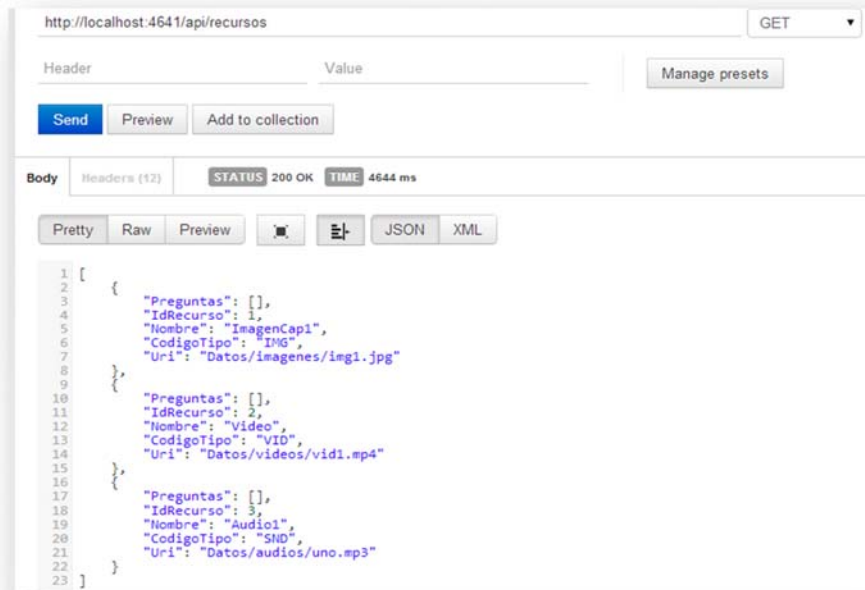 http://localhost:4641/api/recursos GET
Header Value Manage presets
Send Preview Add to collection
Body Headers (12) STATUS 200 OK TIME 4644 ms
Pretty Raw Preview JSON XML
1 [
2 {
3 "Preguntas": [],
4 "IdRecurso": 1,
5 "Nombre": "ImagenCap1",
6 "CodigoTipo": "IMG",
7 "Uri": "Datos/imagenes/img1.jpg"
8 },
9 {
10 "Preguntas": [],
11 "IdRecurso": 2,
12 "Nombre": "Video",
13 "CodigoTipo": "VID",
14 "Uri": "Datos/videos/vid1.mp4"
15 },
16 {
17 "Preguntas": [],
18 "IdRecurso": 3,
19 "Nombre": "Audio1",
20 "CodigoTipo": "SND",
21 "Uri": "Datos/audios/uno.mp3"
22 }
23 ]